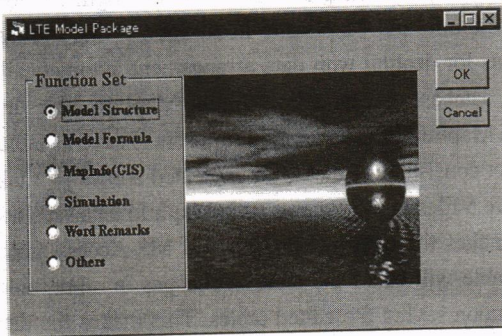 LTE Model Package
Function Set
Model Structure
Model Formula
MapInfo(GIS)
Simulation
Word Remarks
Others
OK
Cancel